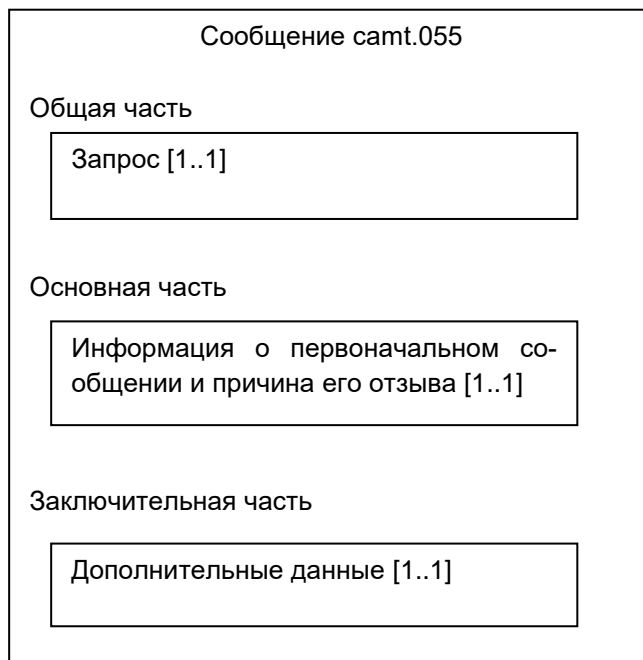 Сообщение camt.055
Общая часть
Запрос [1..1]
Основная часть
Информация о первоначальном со-
общении и причина его отзыва [1..1]
Заключительная часть
Дополнительные данные [1..1]